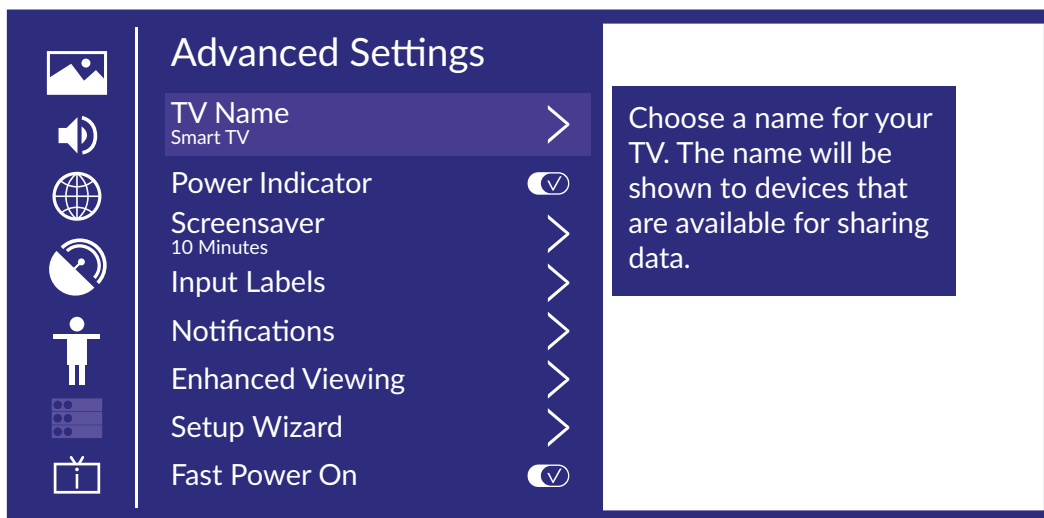 Advanced Settings
TV Name
Smart TV
Power Indicator
Screensaver
10 Minutes
Input Labels
Notifications
Enhanced Viewing
Setup Wizard
Fast Power On
Choose a name for your
TV. The name will be
shown to devices that
are available for sharing
data.
i